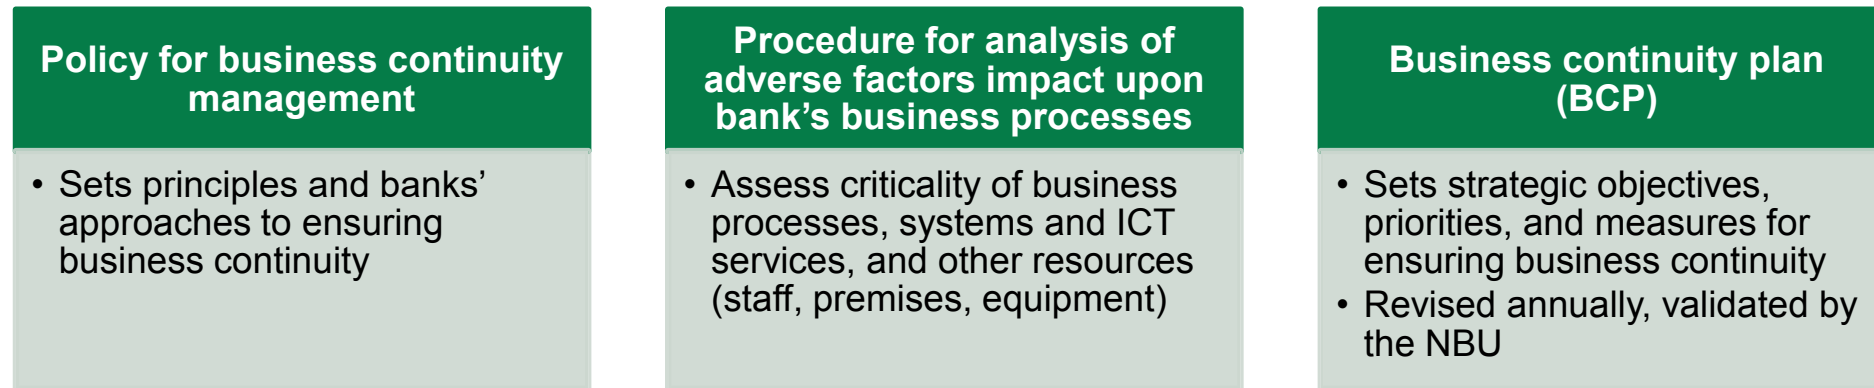 Policy for business continuity
management
• Sets principles and banks’
approaches to ensuring
business continuity
Procedure for analysis of
adverse factors impact upon
bank’s business processes
• Assess criticality of business
processes, systems and ICT
services, and other resources
(staff, premises, equipment)
Business continuity plan
(BCP)
• Sets strategic objectives,
priorities, and measures for
ensuring business continuity
• Revised annually, validated by
the NBU